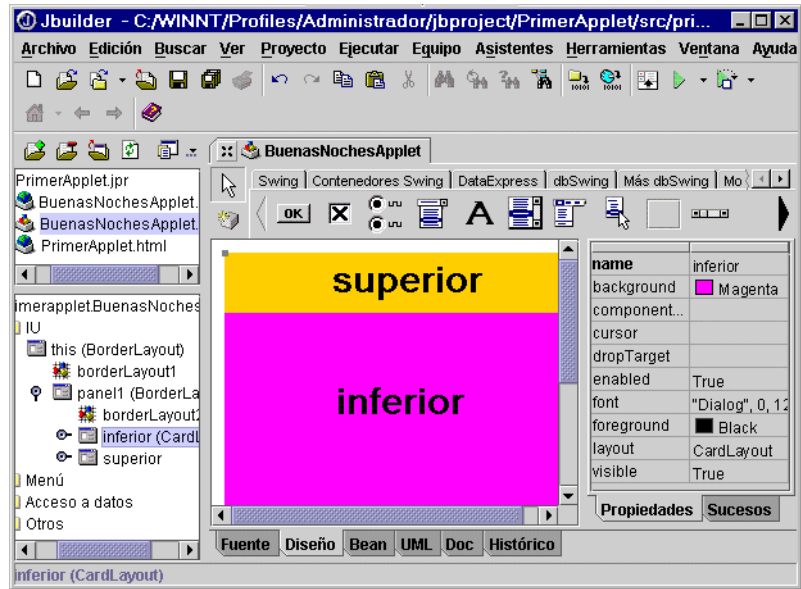 Jbuilder - C:/WINNT/Profiles/Administrador/jbproject/PrimerApplet/src/pri...
Archivo Edición Buscar Ver Proyecto Ejecutar Equipo Asistentes Herramientas Ventana Ayuda
BuenasNochesApplet
PrimerApplet.jpr
BuenasNochesApplet.
BuenasNochesApplet.
PrimerApplet.html
Swing Contenedores Swing DataExpress dbSwing Más dbSwing Mo
OK
A
imerapplet.BuenasNoches
IU
this (BorderLayout)
borderLayout1
panel1 (BorderLa
borderLayout2
inferior (CardL
superior
Menú
Acceso a datos
Otros
superior
inferior
name inferior
background Magenta
component...
cursor
dropTarget
enabled True
font "Dialog", 0, 12
foreground Black
layout CardLayout
visible True
Propiedades Sucesos
Fuente Diseño Bean UML Doc Histórico
inferior (CardLayout)